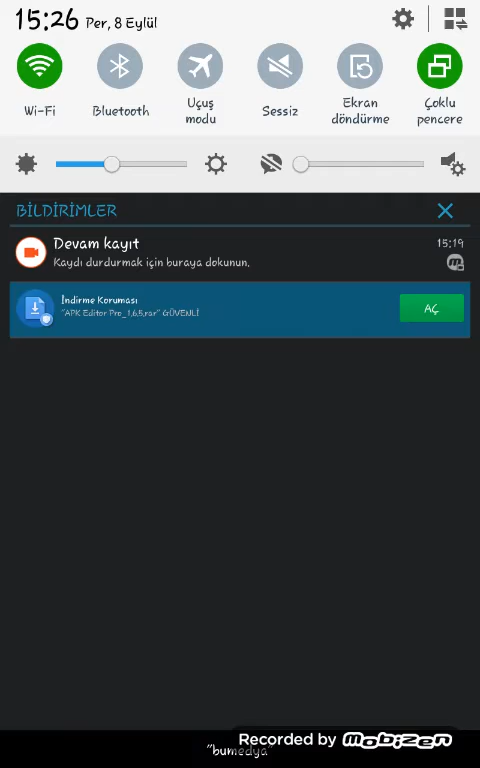 15:26 Per, 8 Eylül
Wi-Fi
Bluetooth
Uçuş
modu
Sessiz
Ekran
döndürme
Çoklu
pencere
BİLDİRİMLER
Devam kayıt
15:19
Kaydı durdurmak için buraya dokunun.
İndirme Koruması
"APK Editor Pro_1.6.5.rar" GÜVENLİ
AÇ
Recorded by Mobizen
"bumedya"